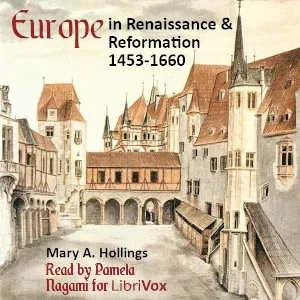 Europe in Renaissance &
Reformation
1453-1660
Mary A. Hollings
Read by Pamela
Nagami for LibriVox